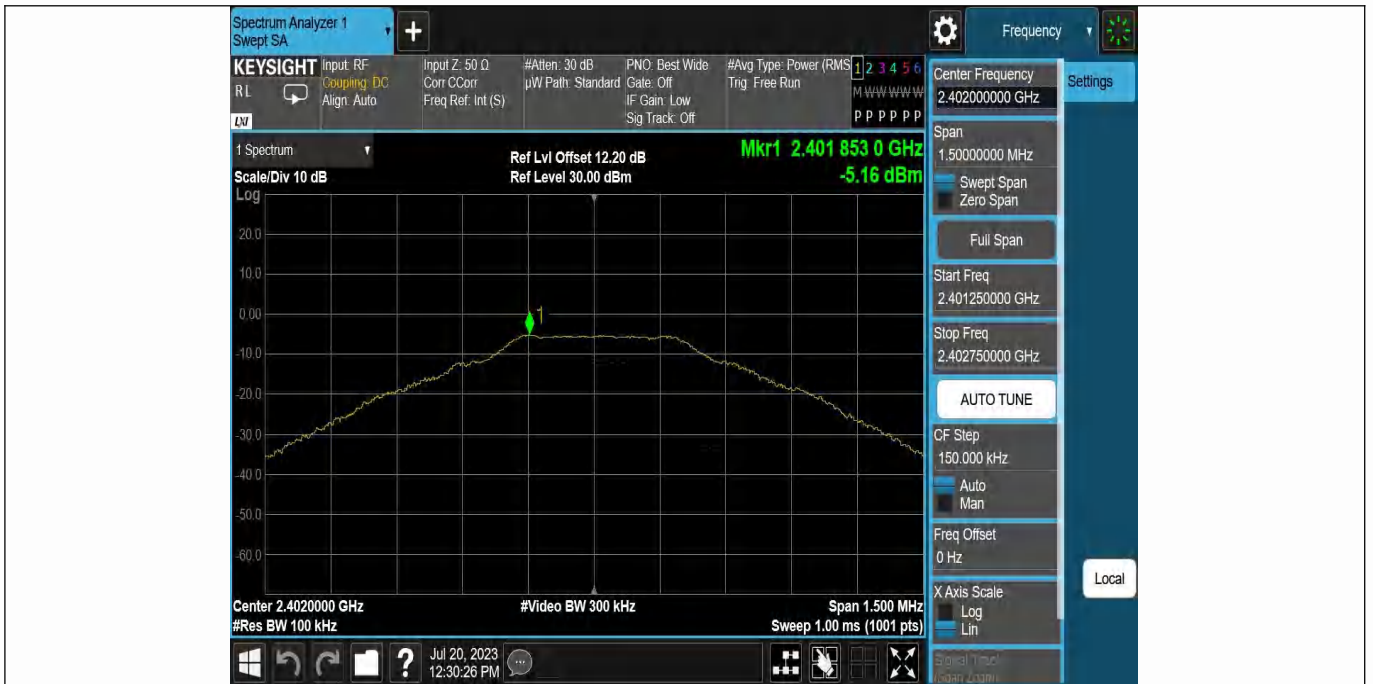 Spectrum Analyzer 1
Swept SA
+
Frequency
KEYSIGHT
RL
LXI
Input: RF
Coupling: DC
Align: Auto
Input Z: 50 Ω
Corr CCorr
Freq Ref: Int (S)
#Atten: 30 dB
µW Path: Standard
PNO: Best Wide
Gate: Off
IF Gain: Low
Sig Track: Off
#Avg Type: Power (RMS
Trig: Free Run
1 2 3 4 5 6
M W W W W W
P P P P P P
1 Spectrum
Scale/Div 10 dB
Ref Lvl Offset 12.20 dB
Ref Level 30.00 dBm
Mkr1 2.401 853 0 GHz
-5.16 dBm
Log
20.0
10.0
0.00
-10.0
-20.0
-30.0
-40.0
-50.0
-60.0
1
Center 2.4020000 GHz
#Res BW 100 kHz
#Video BW 300 kHz
Span 1.500 MHz
Sweep 1.00 ms (1001 pts)
Center Frequency
2.402000000 GHz
Settings
Span
1.50000000 MHz
Swept Span
Zero Span
Full Span
Start Freq
2.401250000 GHz
Stop Freq
2.402750000 GHz
AUTO TUNE
CF Step
150.000 kHz
Auto
Man
Freq Offset
0 Hz
X Axis Scale
Log
Lin
Signal Track
(Span Zoom)
Local
?
Jul 20, 2023
12:30:26 PM